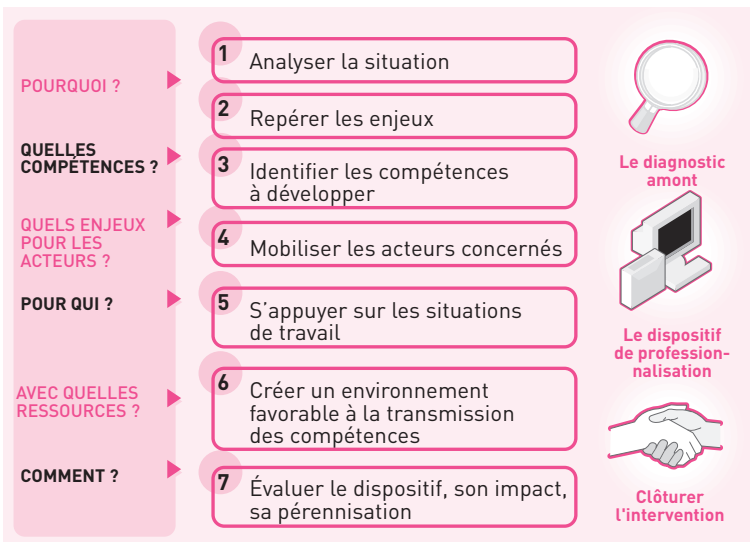 POURQUOI ?
QUELLES
COMPÉTENCES ?
QUELS ENJEUX
POUR LES
ACTEURS ?
POUR QUI ?
AVEC QUELLES
RESSOURCES ?
COMMENT ?
1
Analyser la situation
2
Repérer les enjeux
3
Identifier les compétences
à développer
4
Mobiliser les acteurs concernés
5
S’appuyer sur les situations
de travail
6
Créer un environnement
favorable à la transmission
des compétences
7
Évaluer le dispositif, son impact,
sa pérennisation
Le diagnostic
amont
Le dispositif
de profession-
nalisation
Clôturer
l'intervention